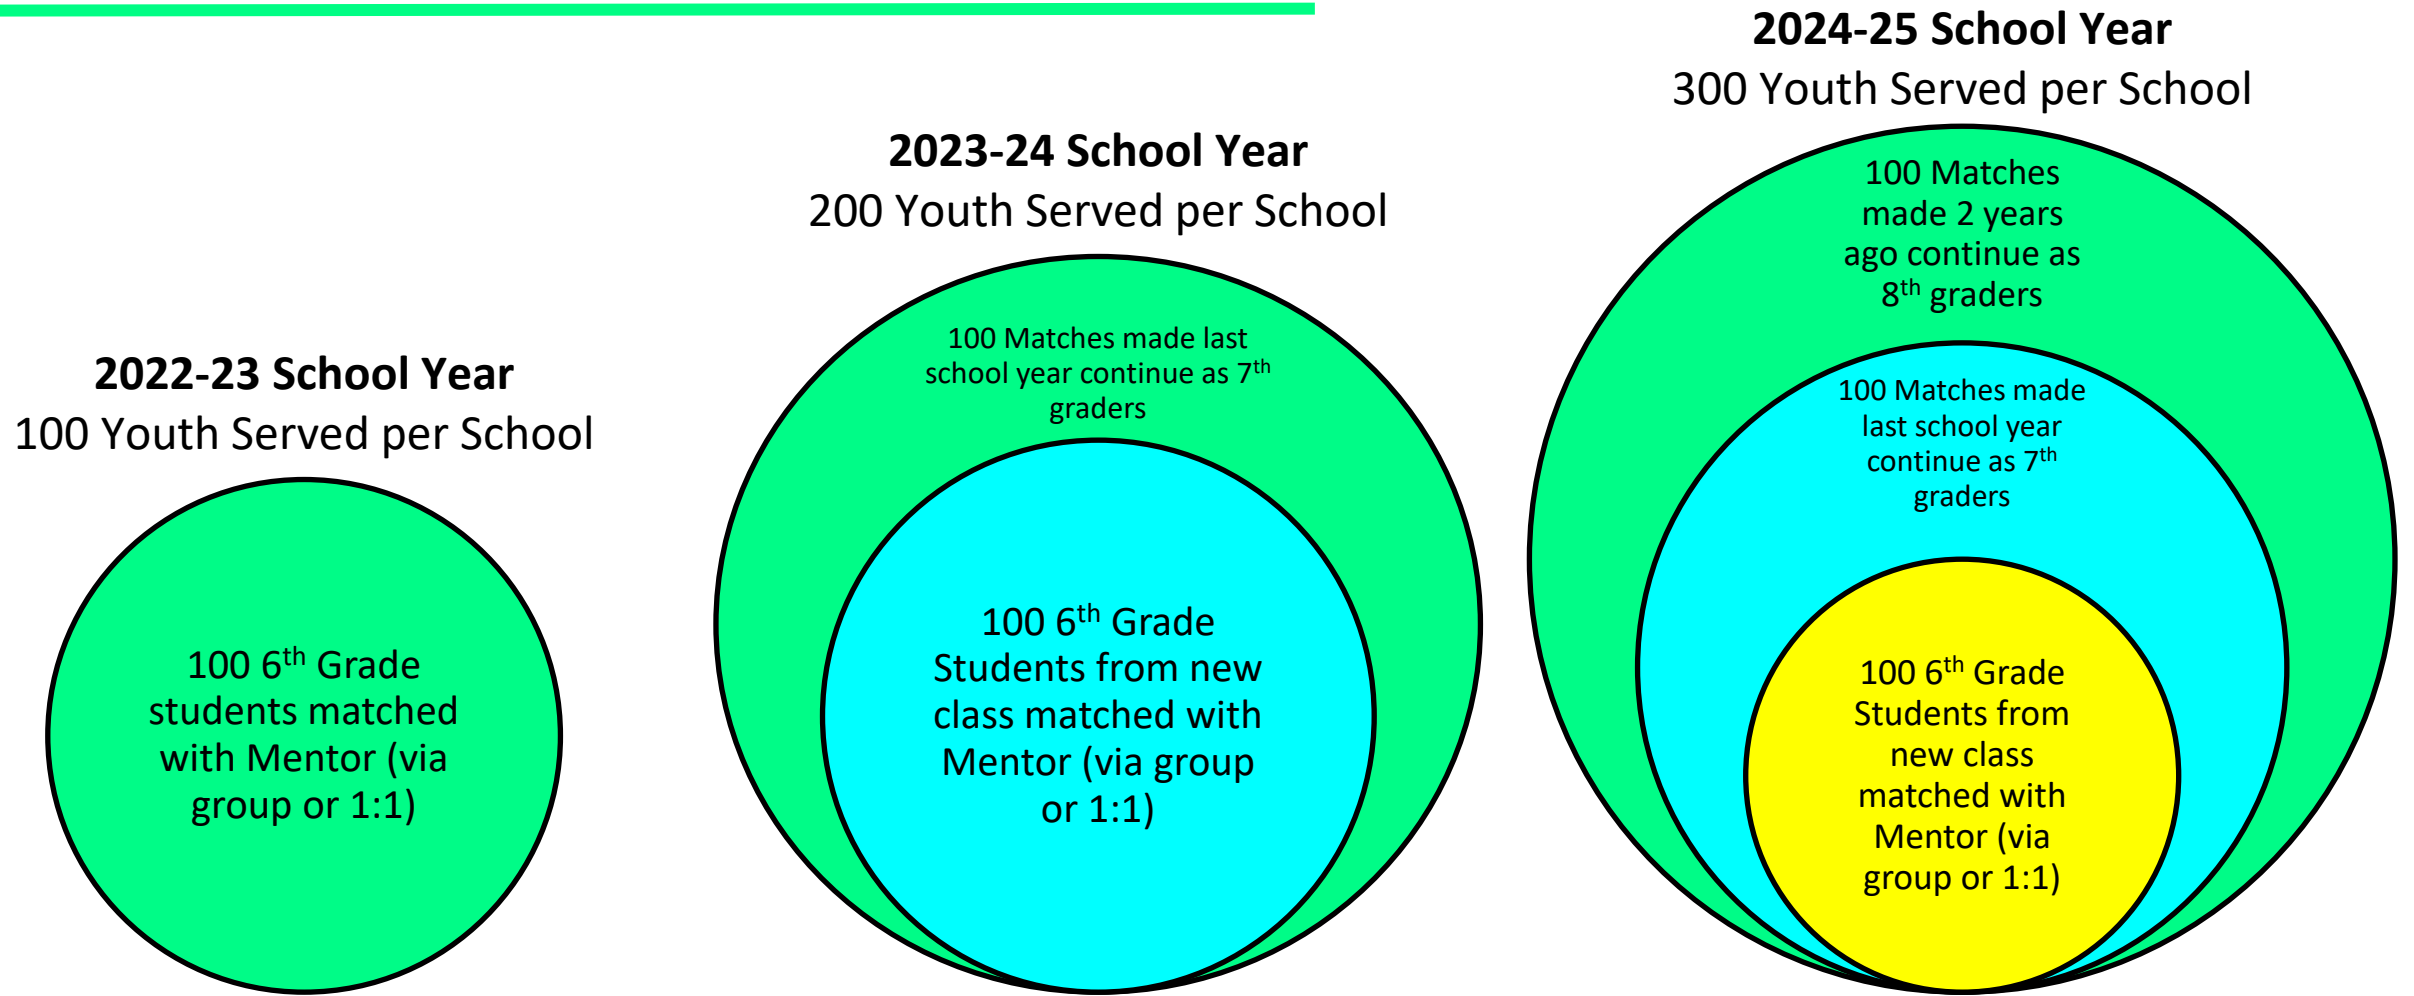 2022-23 School Year
100 Youth Served per School
100 6th Grade
students matched
with Mentor (via
group or 1:1)
2023-24 School Year
200 Youth Served per School
100 Matches made last
school year continue as 7th
graders
100 6th Grade
Students from new
class matched with
Mentor (via group
or 1:1)
2024-25 School Year
300 Youth Served per School
100 Matches
made 2 years
ago continue as
8th graders
100 Matches made
last school year
continue as 7th
graders
100 6th Grade
Students from
new class
matched with
Mentor (via
group or 1:1)